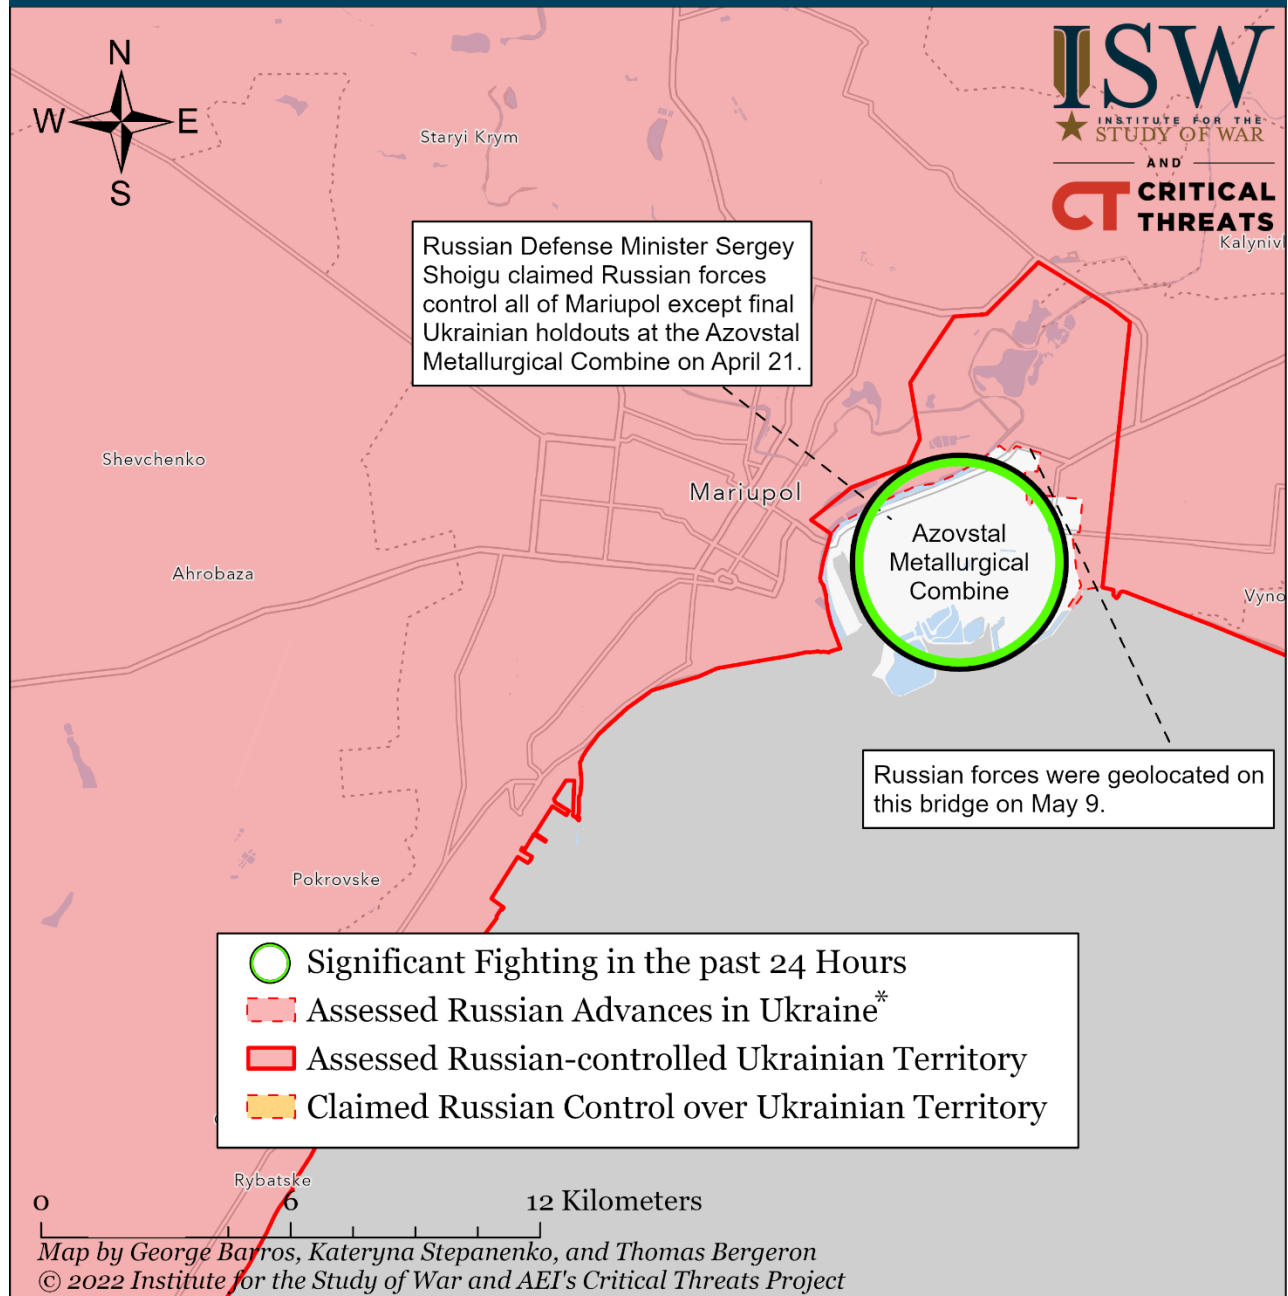 N
W E
S
ISW
INSTITUTE FOR THE
STUDY OF WAR
AND
CT CRITICAL
THREATS
Staryi Krym
Russian Defense Minister Sergey
Shoigu claimed Russian forces
control all of Mariupol except final
Ukrainian holdouts at the Azovstal
Metallurgical Combine on April 21.
Shevchenko
Mariupol
Azovstal
Metallurgical
Combine
Ahrobaza
Russian forces were geolocated on
this bridge on May 9.
Pokrovske
Significant Fighting in the past 24 Hours
Assessed Russian Advances in Ukraine*
Assessed Russian-controlled Ukrainian Territory
Claimed Russian Control over Ukrainian Territory
Rybatske
0 6 12 Kilometers
Map by George Barros, Kateryna Stepanenko, and Thomas Bergeron
© 2022 Institute for the Study of War and AEI's Critical Threats Project